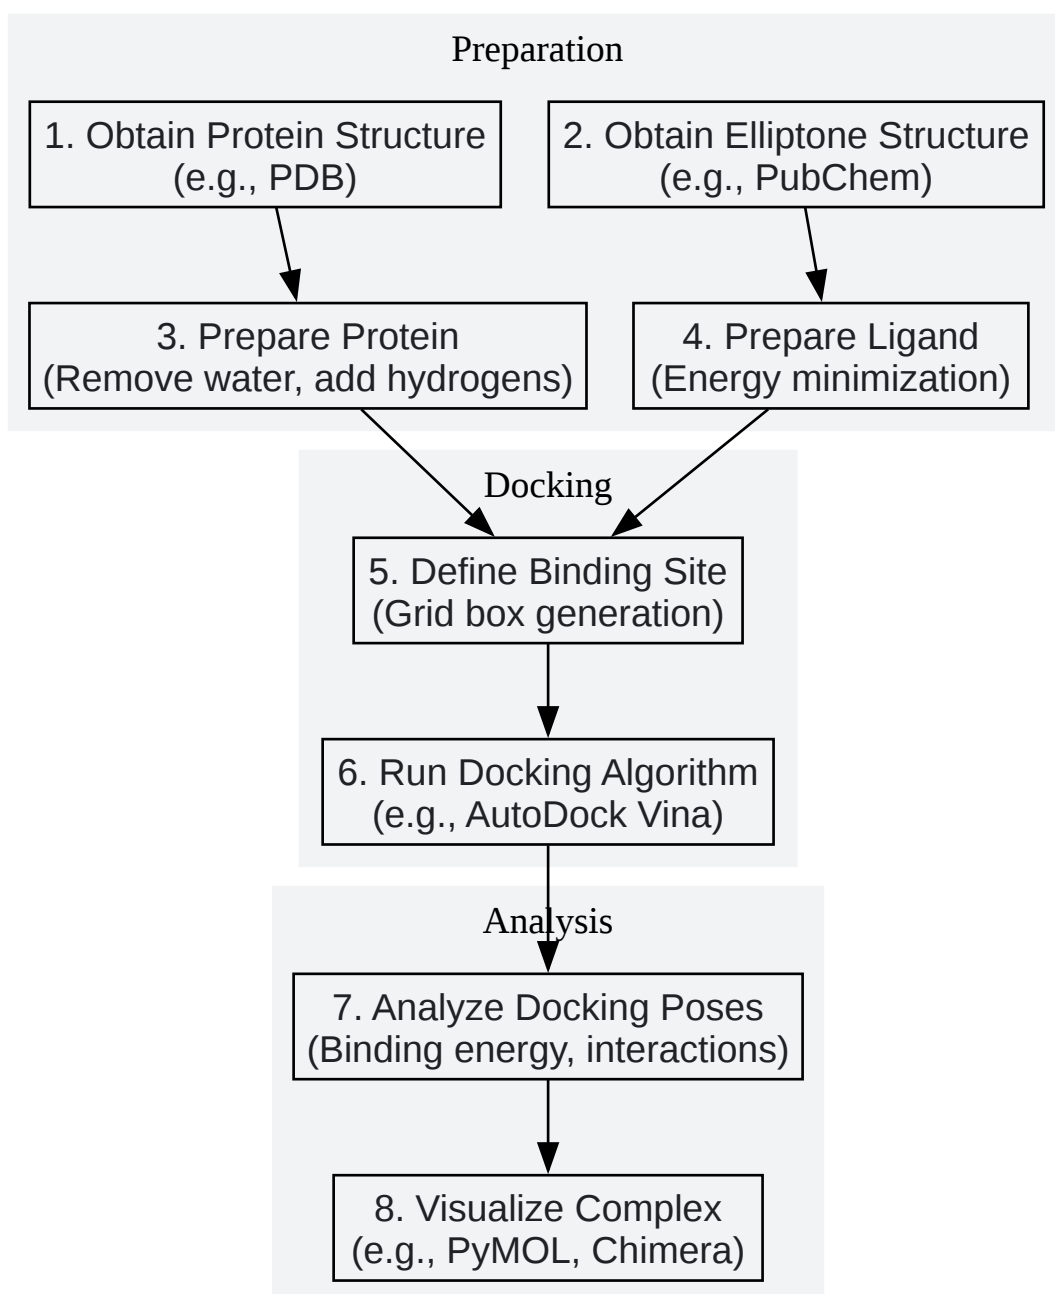 Preparation
1. Obtain Protein Structure
(e.g., PDB)
2. Obtain Elliptone Structure
(e.g., PubChem)
3. Prepare Protein
(Remove water, add hydrogens)
4. Prepare Ligand
(Energy minimization)
Docking
5. Define Binding Site
(Grid box generation)
6. Run Docking Algorithm
(e.g., AutoDock Vina)
Analysis
7. Analyze Docking Poses
(Binding energy, interactions)
8. Visualize Complex
(e.g., PyMOL, Chimera)